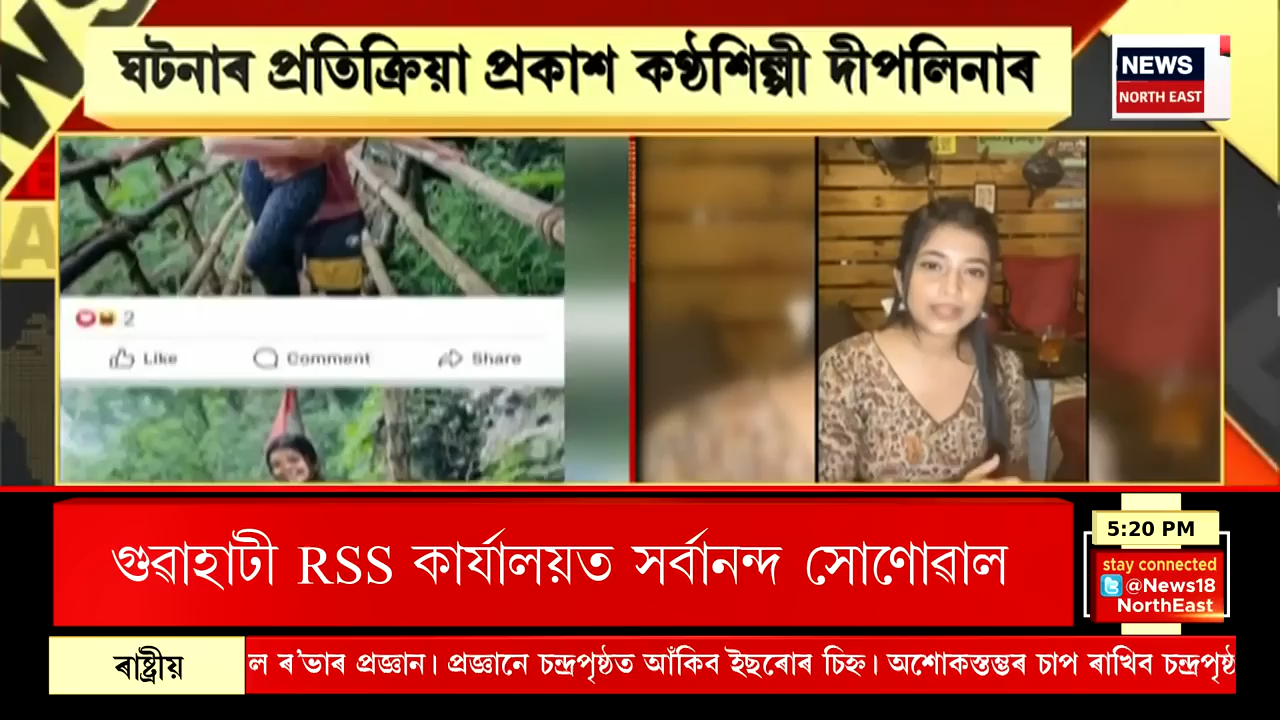 ঘটনাৰ প্ৰতিক্ৰিয়া প্ৰকাশ কণ্ঠশিল্পী দীপলিনাৰ
NEWS
NORTH EAST
2
Like Comment Share
গুৱাহাটী RSS কাৰ্যালয়ত সৰ্বানন্দ সোণোৱাল
5:20 PM
stay connected
@News18
NorthEast
ৰাষ্ট্ৰীয়
ল ৰ'ভাৰ প্ৰজ্ঞান। প্ৰজ্ঞানে চন্দ্ৰপৃষ্ঠত আঁকিব ইছৰোৰ চিহ্ন। অশোকস্তম্ভৰ চাপ ৰাখিব চন্দ্ৰপৃষ্ঠ